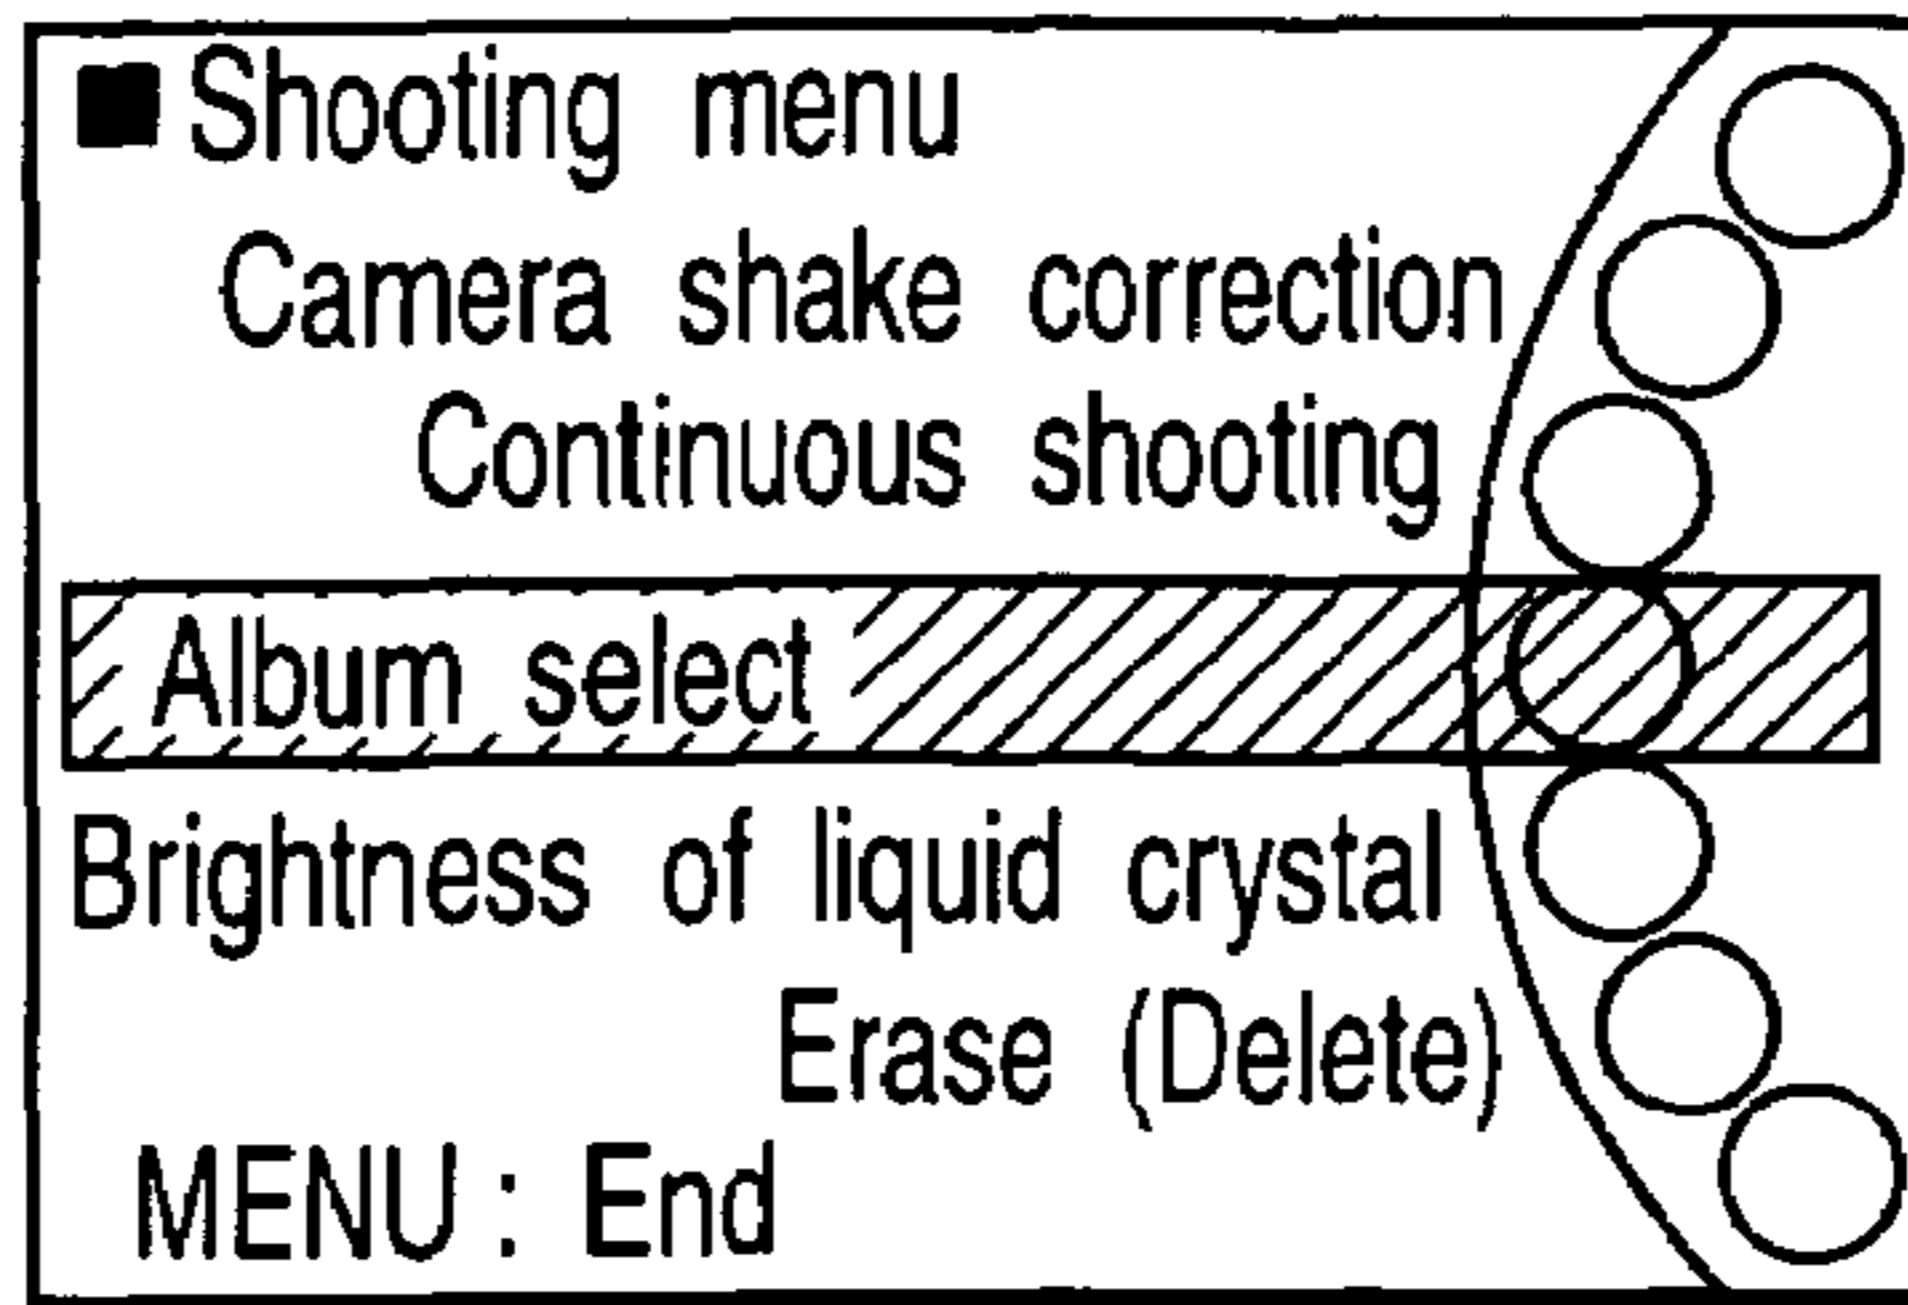 ■ Shooting menu
Camera shake correction
Continuous shooting
Album select
Brightness of liquid crystal
Erase (Delete)
MENU : End